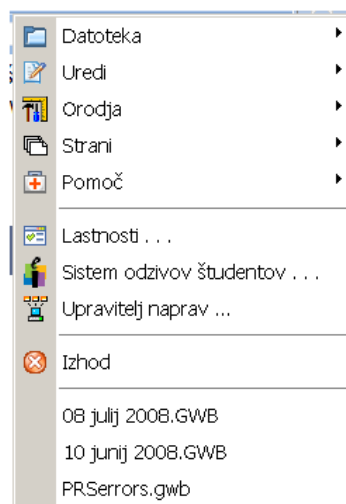 Datoteka
Uredi
Orodja
Strani
Pomoč
Lastnosti . . .
Sistem odzivov študentov . . .
Upravitelj naprav ...
Izhod
08 julij 2008.GWB
10 junij 2008.GWB
PRSerrors.gwb